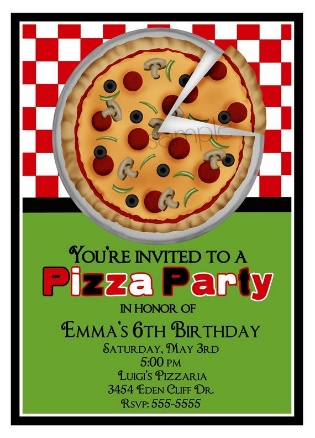 Sample
You're invited to a
Pizza Party
in honor of
Emma's 6th Birthday
Saturday, May 3rd
5:00 pm
Luigi's Pizzaria
3454 Eden Cliff Dr.
RSVP: 555-5555